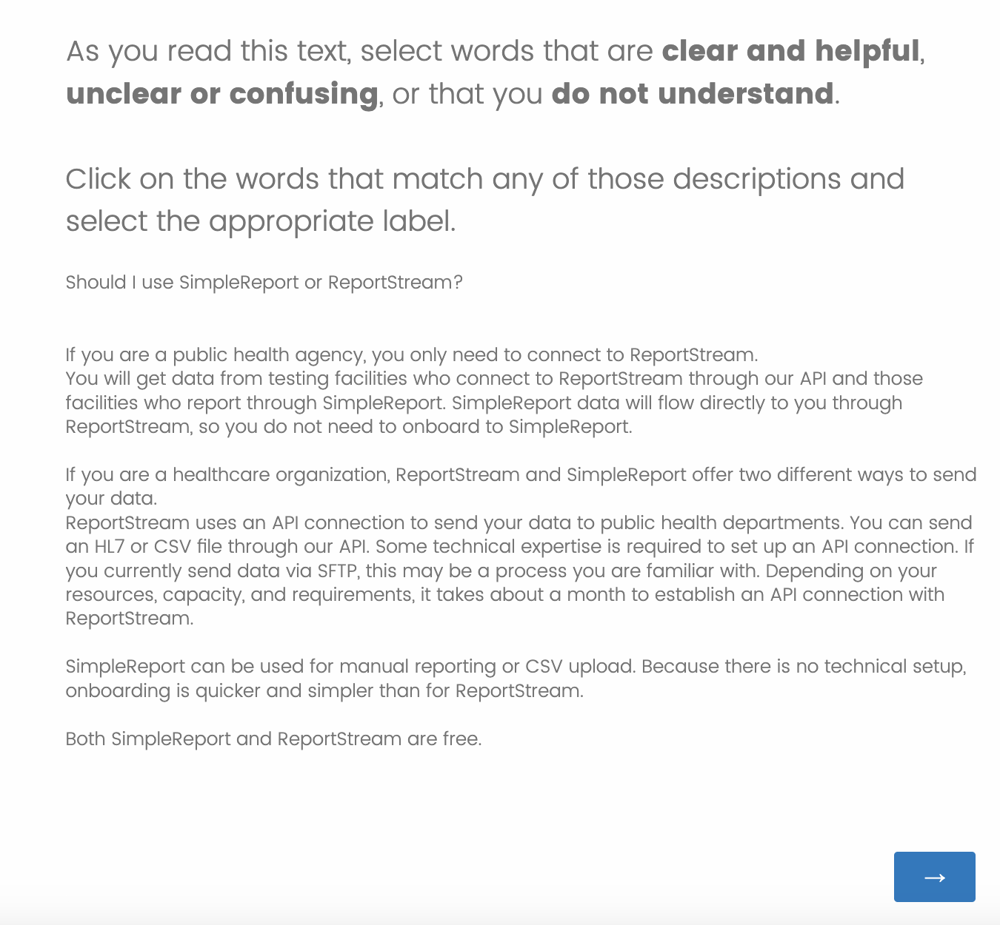 As you read this text, select words that are clear and helpful,
unclear or confusing, or that you do not understand.
Click on the words that match any of those descriptions and
select the appropriate label.
Should I use SimpleReport or ReportStream?
If you are a public health agency, you only need to connect to ReportStream.
You will get data from testing facilities who connect to ReportStream through our API and those
facilities who report through SimpleReport. SimpleReport data will flow directly to you through
ReportStream, so you do not need to onboard to SimpleReport.
If you are a healthcare organization, ReportStream and SimpleReport offer two different ways to send
your data.
ReportStream uses an API connection to send your data to public health departments. You can send
an HL7 or CSV file through our API. Some technical expertise is required to set up an API connection. If
you currently send data via SFTP, this may be a process you are familiar with. Depending on your
resources, capacity, and requirements, it takes about a month to establish an API connection with
ReportStream.
SimpleReport can be used for manual reporting or CSV upload. Because there is no technical setup,
onboarding is quicker and simpler than for ReportStream.
Both SimpleReport and ReportStream are free.
→